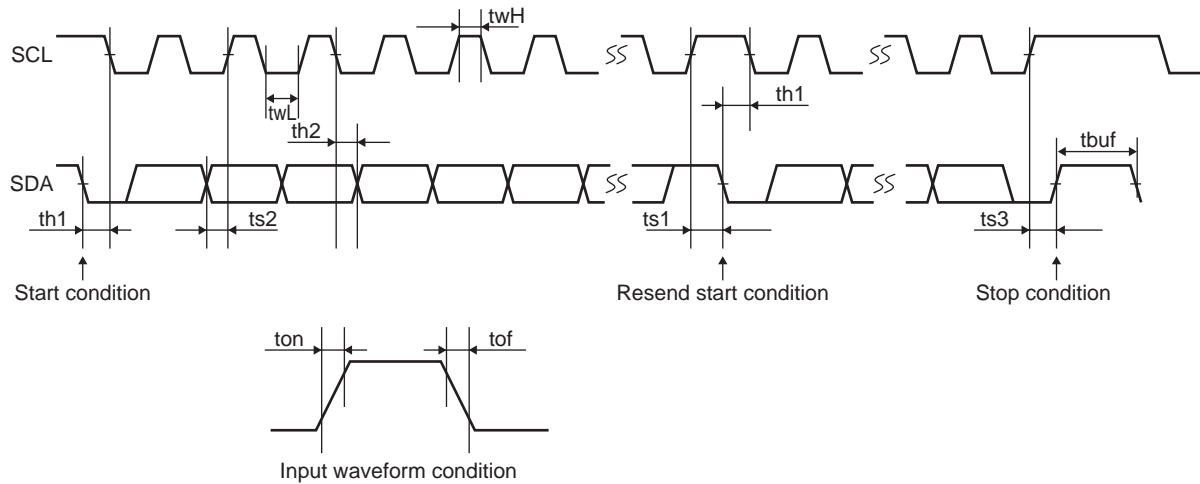 twH
SCL
twL
th1
th2
tbuf
SDA
th1
ts2
ts1
ts3
Start condition
Resend start condition
Stop condition
ton
tof
Input waveform condition